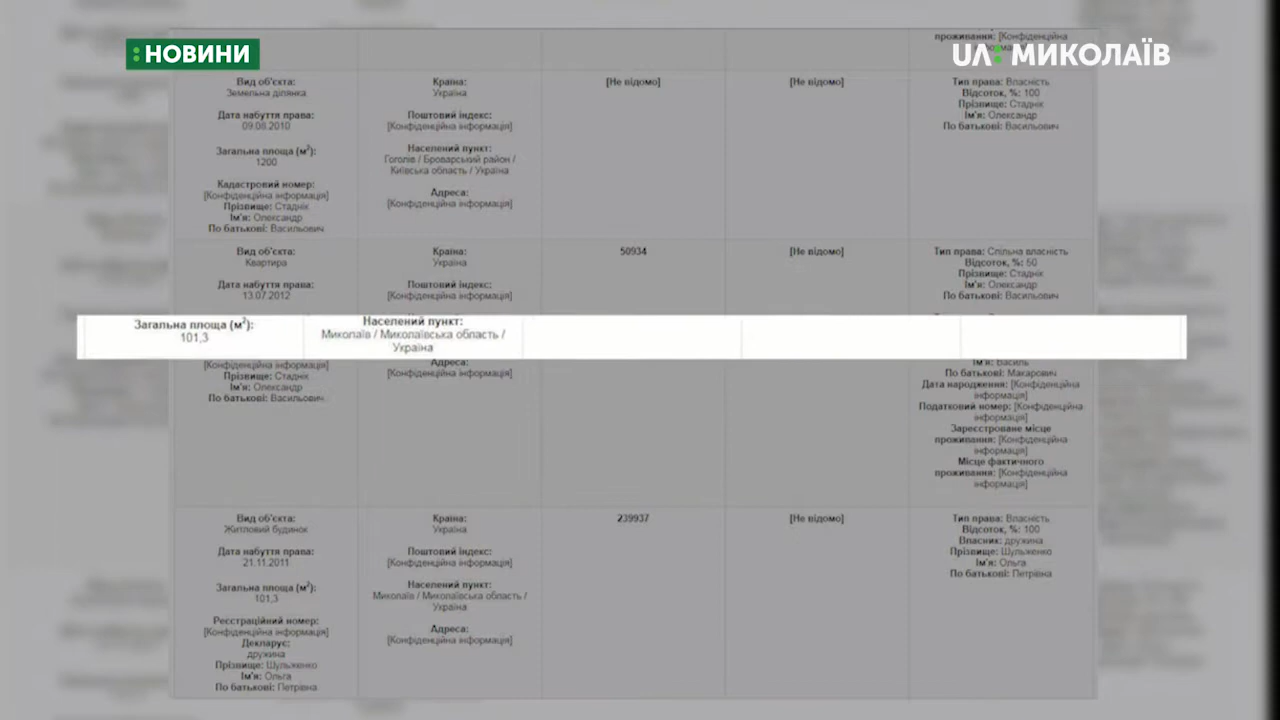 НОВИНИ
UA: МИКОЛАЇВ
проживання: [Конфіденційна
Вид об'єкта:
Земельна ділянка
Дата набуття права:
09.08.2010
Загальна площа (м²):
1200
Кадастровий номер:
[Конфіденційна інформація]
Прізвище: Стаднік
Ім'я: Олександр
По батькові: Васильович
Країна:
Україна
Поштовий індекс:
[Конфіденційна інформація]
Населений пункт:
Гоголів / Броварський район /
Київська область / Україна
Адреса:
[Конфіденційна інформація]
[Не відомо]
[Не відомо]
Тип права: Власність
Відсоток, %: 100
Прізвище: Стаднік
Ім'я: Олександр
По батькові: Васильович
Вид об'єкта:
Квартира
Дата набуття права:
13.07.2012
Країна:
Україна
Поштовий індекс:
[Конфіденційна інформація]
50934
[Не відомо]
Тип права: Спільна власність
Відсоток, %: 50
Прізвище: Стаднік
Ім'я: Олександр
По батькові: Васильович
Загальна площа (м²):
101,3
Населений пункт:
Миколаїв / Миколаївська область /
Україна
[Конфіденційна інформація]
Прізвище: Стаднік
Ім'я: Олександр
По батькові: Васильович
Адреса:
[Конфіденційна інформація]
Ім'я: Василь
По батькові: Макарович
Дата народження: [Конфіденційна
інформація]
Податковий номер: [Конфіденційна
інформація]
Зареєстроване місце
проживання: [Конфіденційна
інформація]
Місце фактичного
проживання: [Конфіденційна
інформація]
Вид об'єкта:
Житловий будинок
Дата набуття права:
21.11.2011
Загальна площа (м²):
101,3
Реєстраційний номер:
[Конфіденційна інформація]
Декларує:
дружина
Прізвище: Шульженко
Ім'я: Ольга
По батькові: Петрівна
Країна:
Україна
Поштовий індекс:
[Конфіденційна інформація]
Населений пункт:
Миколаїв / Миколаївська область /
Україна
Адреса:
[Конфіденційна інформація]
239937
[Не відомо]
Тип права: Власність
Відсоток, %: 100
Власник: дружина
Прізвище: Шульженко
Ім'я: Ольга
По батькові: Петрівна